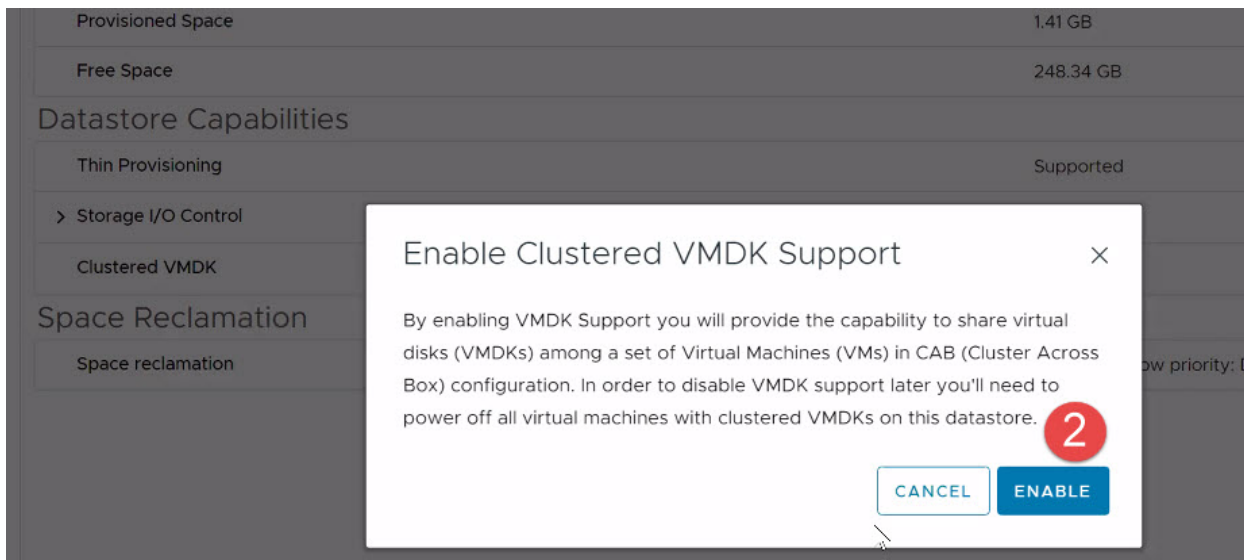 Provisioned Space 1.41 GB
Free Space 248.34 GB
Datastore Capabilities
Thin Provisioning Supported
Storage I/O Control
Clustered VMDK
Space Reclamation
Space reclamation ow priority:
Enable Clustered VMDK Support
By enabling VMDK Support you will provide the capability to share virtual
disks (VMDKs) among a set of Virtual Machines (VMs) in CAB (Cluster Across
Box) configuration. In order to disable VMDK support later you'll need to
power off all virtual machines with clustered VMDKs on this datastore.
2
CANCEL ENABLE